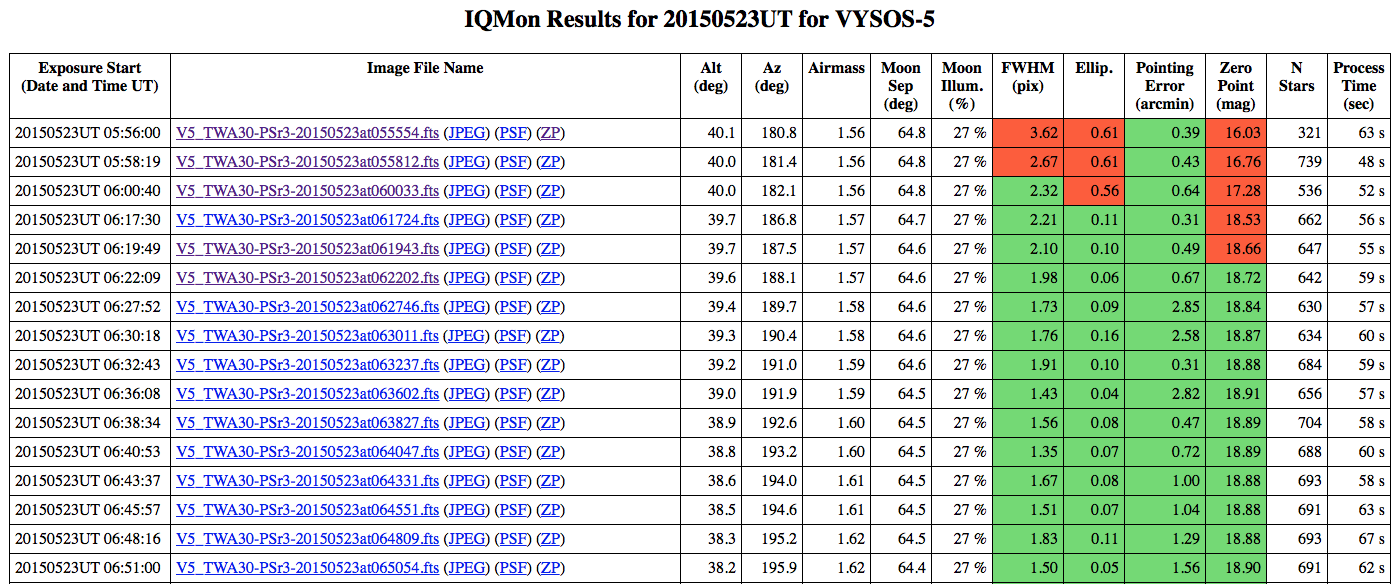 IQMon Results for 20150523UT for VYSOS-5
Exposure Start (Date and Time UT) Image File Name Alt (deg) Az (deg) Airmass Moon Sep (deg) Moon Illum. (%) FWHM (pix) Ellip. Pointing Error (arcmin) Zero Point (mag) N Stars Process Time (sec)
20150523UT 05:56:00 V5_TWA30-PSr3-20150523at055554.fts (JPEG) (PSF) (ZP) 40.1 180.8 1.56 64.8 27 % 3.62 0.61 0.39 16.03 321 63 s
20150523UT 05:58:19 V5_TWA30-PSr3-20150523at055812.fts (JPEG) (PSF) (ZP) 40.0 181.4 1.56 64.8 27 % 2.67 0.61 0.43 16.76 739 48 s
20150523UT 06:00:40 V5_TWA30-PSr3-20150523at060033.fts (JPEG) (PSF) (ZP) 40.0 182.1 1.56 64.8 27 % 2.32 0.56 0.64 17.28 536 52 s
20150523UT 06:17:30 V5_TWA30-PSr3-20150523at061724.fts (JPEG) (PSF) (ZP) 39.7 186.8 1.57 64.7 27 % 2.21 0.11 0.31 18.53 662 56 s
20150523UT 06:19:49 V5_TWA30-PSr3-20150523at061943.fts (JPEG) (PSF) (ZP) 39.7 187.5 1.57 64.6 27 % 2.10 0.10 0.49 18.66 647 55 s
20150523UT 06:22:09 V5_TWA30-PSr3-20150523at062202.fts (JPEG) (PSF) (ZP) 39.6 188.1 1.57 64.6 27 % 1.98 0.06 0.67 18.72 642 59 s
20150523UT 06:27:52 V5_TWA30-PSr3-20150523at062746.fts (JPEG) (PSF) (ZP) 39.4 189.7 1.58 64.6 27 % 1.73 0.09 2.85 18.84 630 57 s
20150523UT 06:30:18 V5_TWA30-PSr3-20150523at063011.fts (JPEG) (PSF) (ZP) 39.3 190.4 1.58 64.6 27 % 1.76 0.16 2.58 18.87 634 60 s
20150523UT 06:32:43 V5_TWA30-PSr3-20150523at063237.fts (JPEG) (PSF) (ZP) 39.2 191.0 1.59 64.6 27 % 1.91 0.10 0.31 18.88 684 59 s
20150523UT 06:36:08 V5_TWA30-PSr3-20150523at063602.fts (JPEG) (PSF) (ZP) 39.0 191.9 1.59 64.5 27 % 1.43 0.04 2.82 18.91 656 57 s
20150523UT 06:38:34 V5_TWA30-PSr3-20150523at063827.fts (JPEG) (PSF) (ZP) 38.9 192.6 1.60 64.5 27 % 1.56 0.08 0.47 18.89 704 58 s
20150523UT 06:40:53 V5_TWA30-PSr3-20150523at064047.fts (JPEG) (PSF) (ZP) 38.8 193.2 1.60 64.5 27 % 1.35 0.07 0.72 18.89 688 60 s
20150523UT 06:43:37 V5_TWA30-PSr3-20150523at064331.fts (JPEG) (PSF) (ZP) 38.6 194.0 1.61 64.5 27 % 1.67 0.08 1.00 18.88 693 58 s
20150523UT 06:45:57 V5_TWA30-PSr3-20150523at064551.fts (JPEG) (PSF) (ZP) 38.5 194.6 1.61 64.5 27 % 1.51 0.07 1.04 18.88 691 63 s
20150523UT 06:48:16 V5_TWA30-PSr3-20150523at064809.fts (JPEG) (PSF) (ZP) 38.3 195.2 1.62 64.5 27 % 1.83 0.11 1.29 18.88 693 67 s
20150523UT 06:51:00 V5_TWA30-PSr3-20150523at065054.fts (JPEG) (PSF) (ZP) 38.2 195.9 1.62 64.4 27 % 1.50 0.05 1.56 18.90 691 62 s